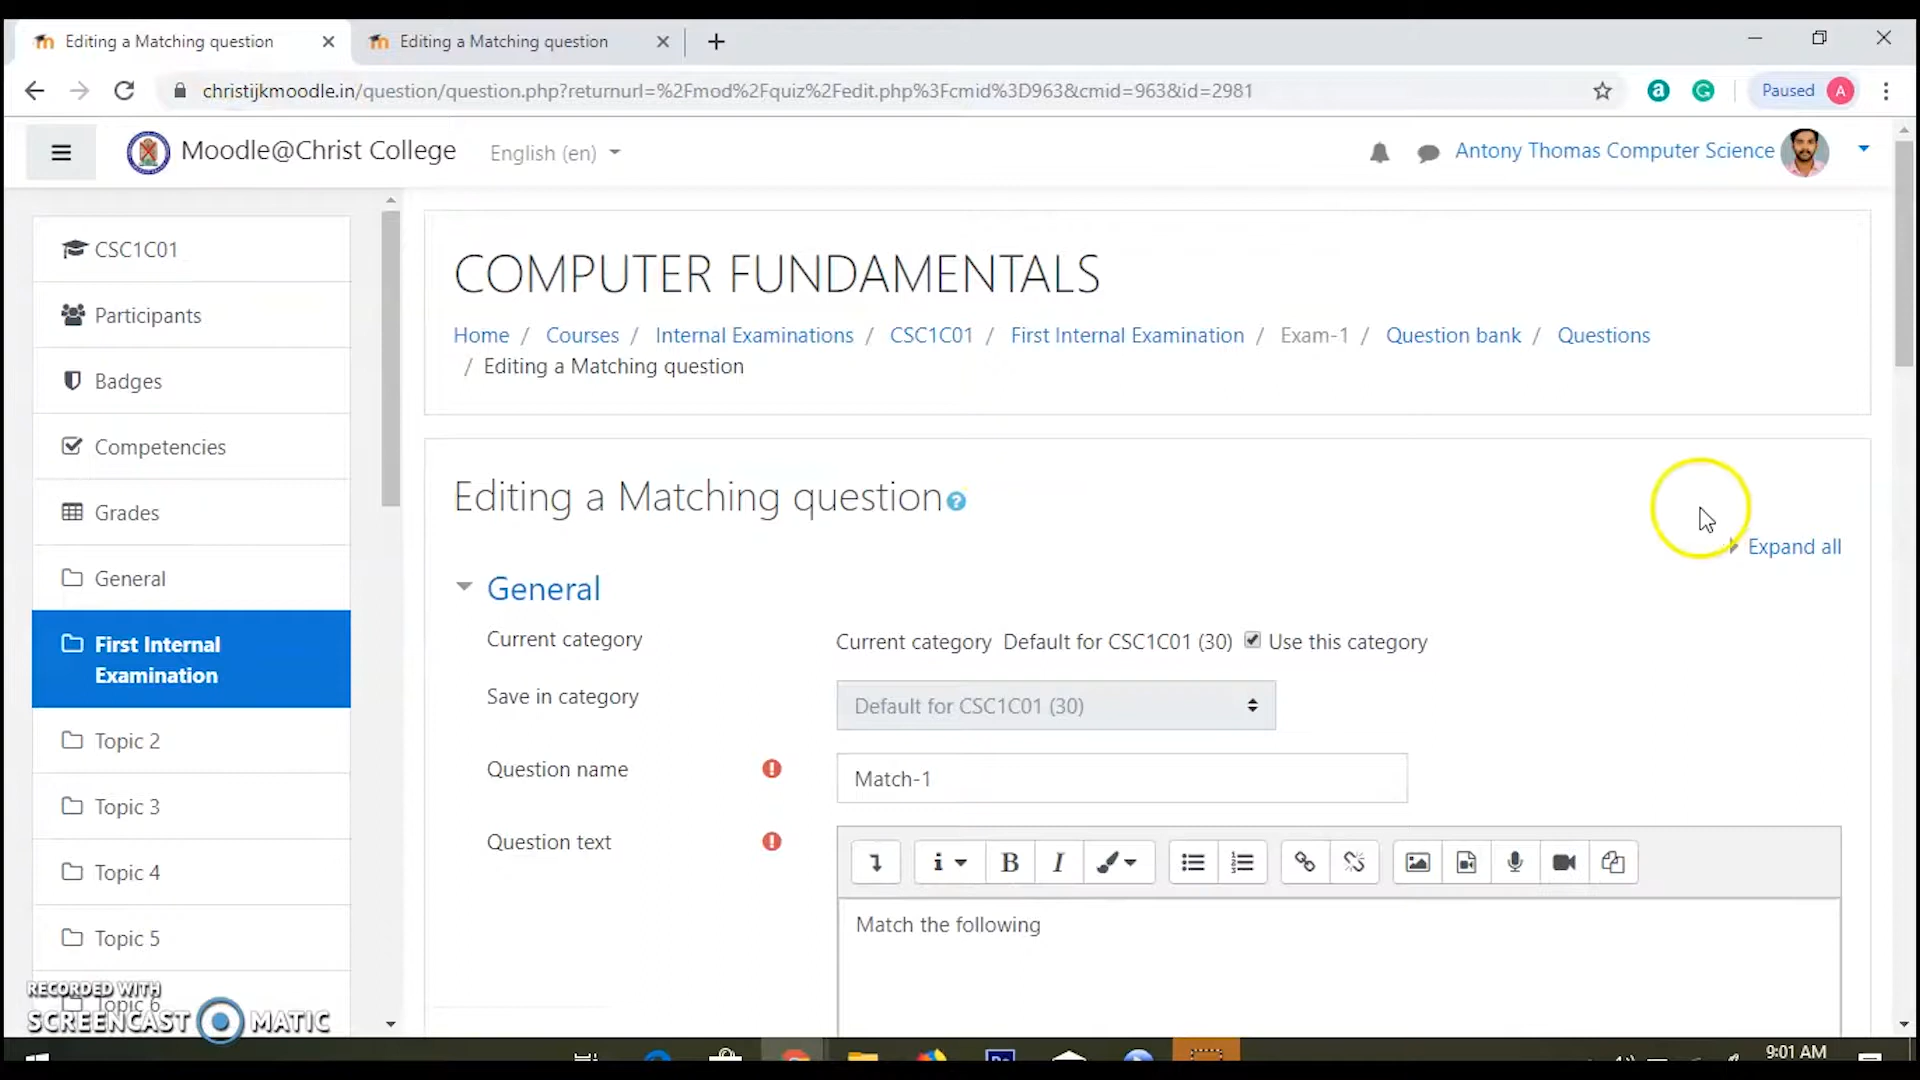 Editing a Matching question
Editing a Matching question
christijkmoodle.in/question/question.php?returnurl=%2Fmod%2Fquiz%2Fedit.php%3Fcmid%3D963&cmid=963&id=2981
Paused A
Moodle@Christ College
English (en)
Antony Thomas Computer Science
CSC1C01
Participants
Badges
Competencies
Grades
General
First Internal
Examination
Topic 2
Topic 3
Topic 4
Topic 5
Topic 6
COMPUTER FUNDAMENTALS
Home / Courses / Internal Examinations / CSC1C01 / First Internal Examination / Exam-1 / Question bank / Questions
/ Editing a Matching question
Editing a Matching question
Expand all
General
Current category
Current category Default for CSC1C01 (30) Use this category
Save in category
Default for CSC1C01 (30)
Question name
Match-1
Question text
i B I
Match the following
RECORDED WITH
SCREENCAST MATIC
9:01 AM